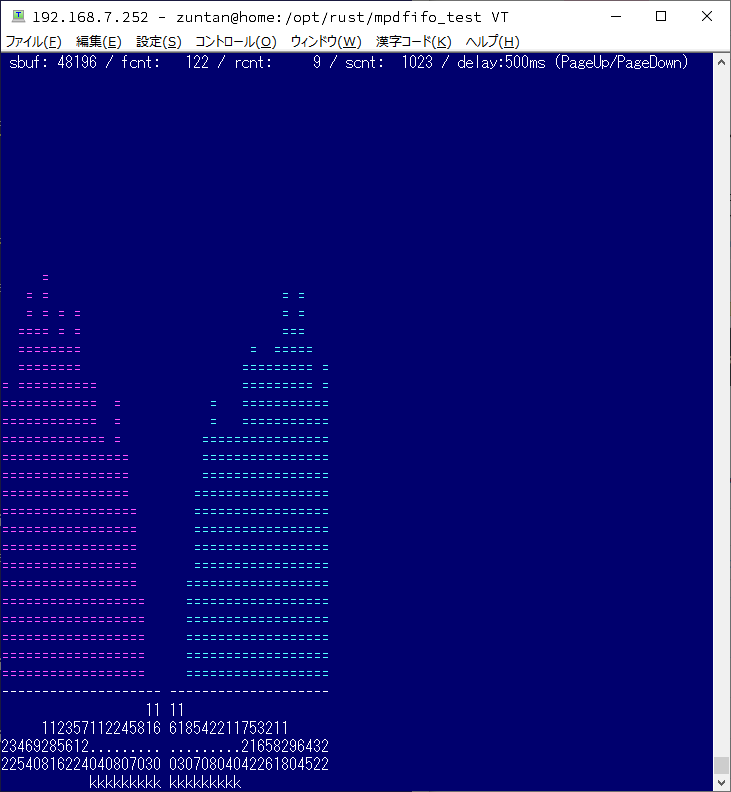 192.168.7.252 - zuntan@home:/opt/rust/mpdfifo_test VT
ファイル(F) 編集(E) 設定(S) コントロール(O) ウィンドウ(W) 漢字コード(K) ヘルプ(H)
sbuf: 48196 / fcnt:   122 / rcnt:     9 / scnt:  1023 / delay:500ms (PageUp/PageDown)
-------------------- --------------------
11 11
112357112245816 618542211753211
23469285612......... .........21658296432
22540816224040807030 03070804042261804522
kkkkkkkkk kkkkkkkkk